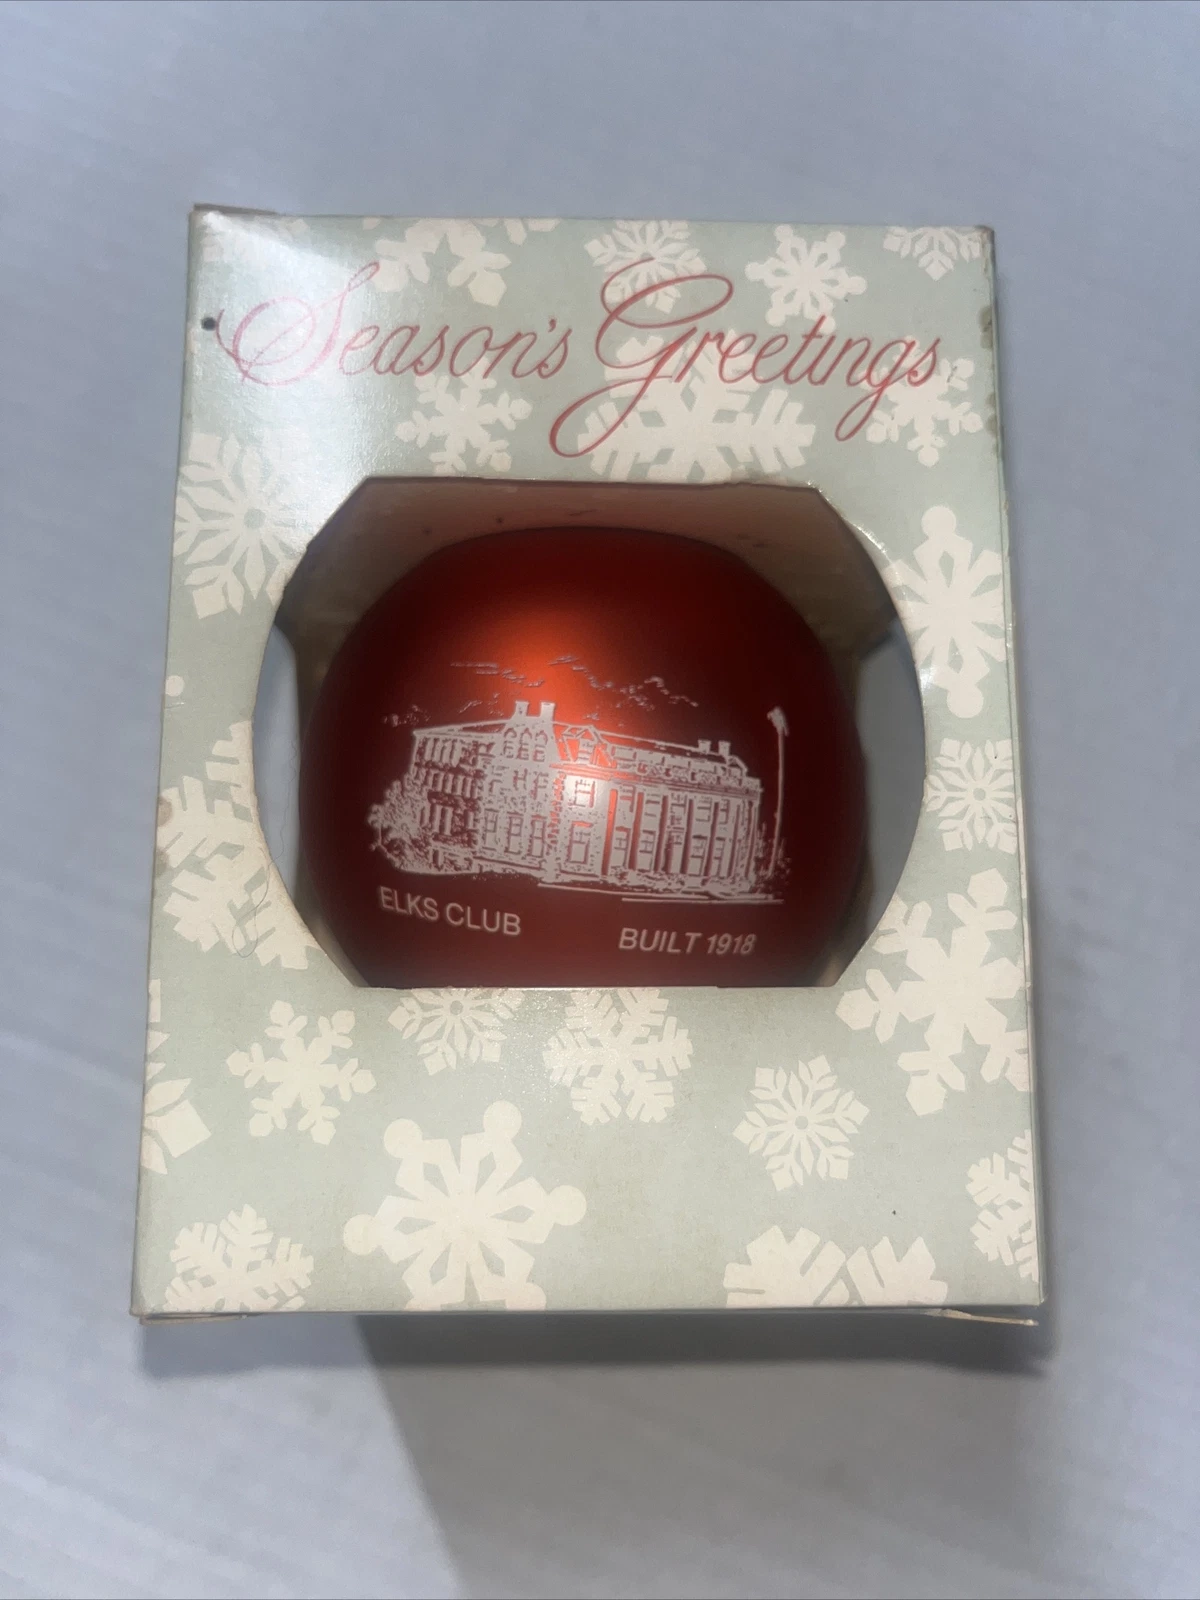 Season's Greetings
ELKS CLUB
BUILT 1918